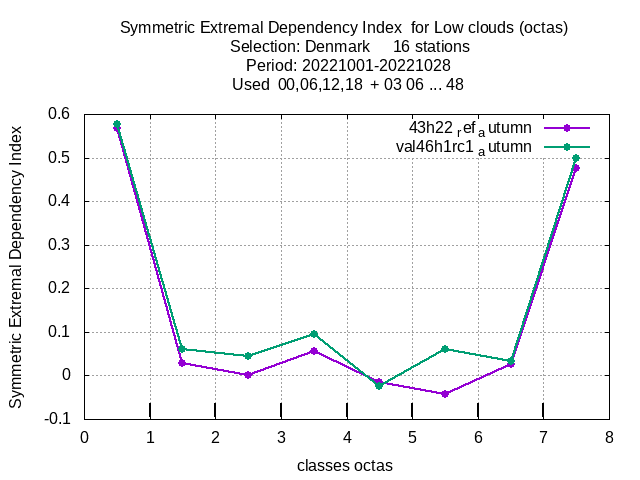 Symmetric Extremal Dependency Index  for Low clouds (octas)
Selection: Denmark     16 stations
Period: 20221001-20221028
Used  00,06,12,18  + 03 06 ... 48
43h22 ref a utumn
val46h1rc1 a utumn
Symmetric Extremal Dependency Index
0.6
0.5
0.4
0.3
0.2
0.1
0
-0.1
0 1 2 3 4 5 6 7 8
classes octas